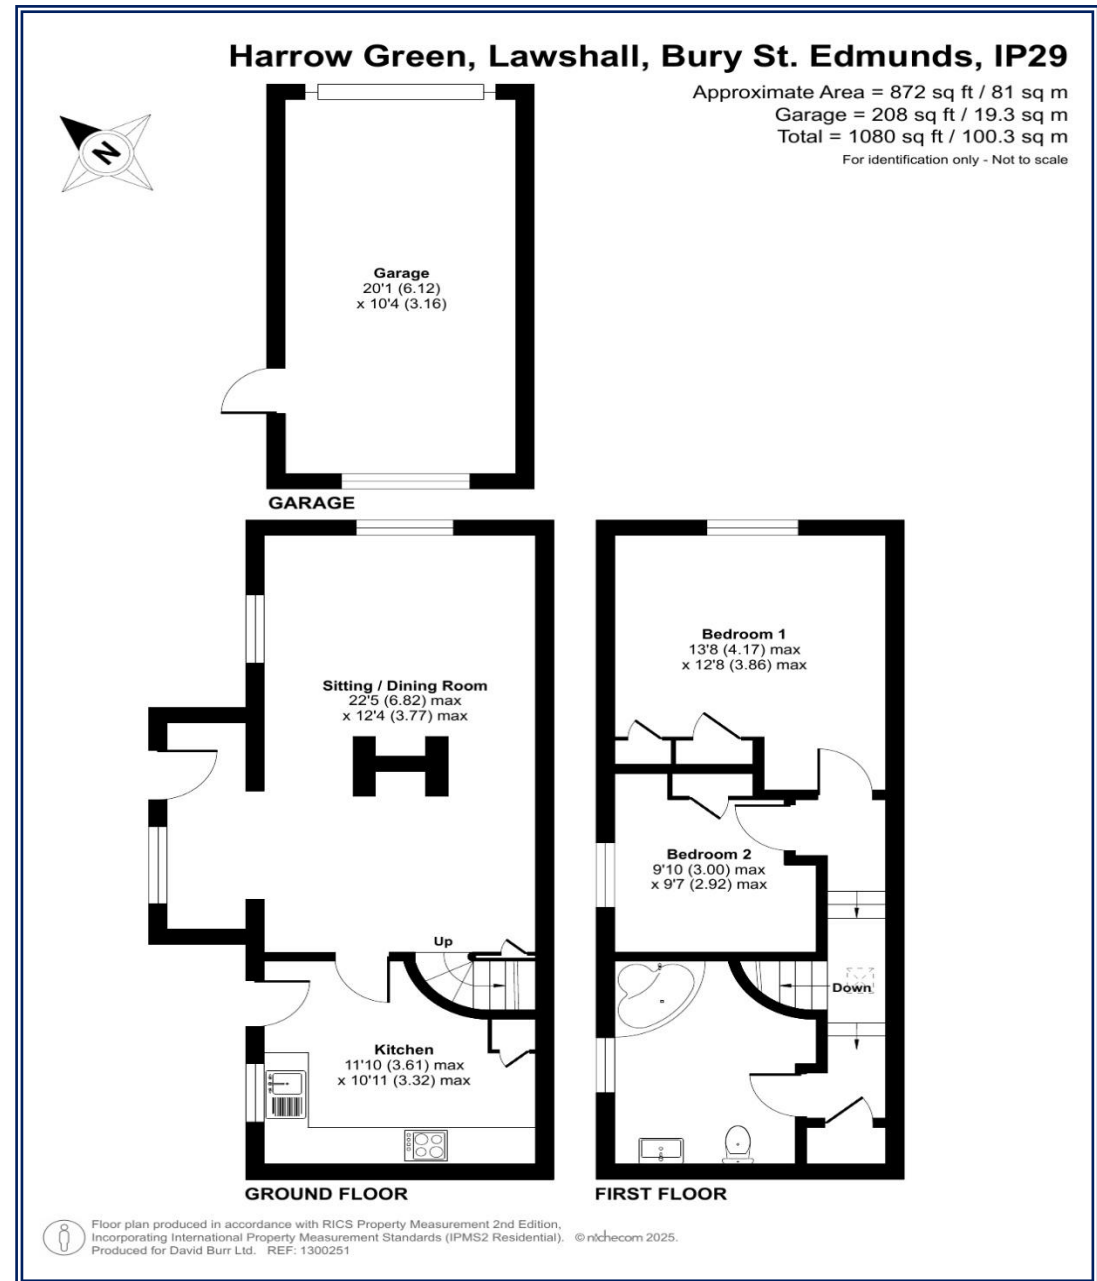 Harrow Green, Lawshall, Bury St. Edmunds, IP29
Approximate Area = 872 sq ft / 81 sq m
Garage = 208 sq ft / 19.3 sq m
Total = 1080 sq ft / 100.3 sq m
For identification only - Not to scale
N
Garage
20'1 (6.12)
x 10'4 (3.16)
GARAGE
Sitting / Dining Room
22'5 (6.82) max
x 12'4 (3.77) max
Up
Kitchen
11'10 (3.61) max
x 10'11 (3.32) max
GROUND FLOOR
Bedroom 1
13'8 (4.17) max
x 12'8 (3.86) max
Bedroom 2
9'10 (3.00) max
x 9'7 (2.92) max
Down
FIRST FLOOR
Floor plan produced in accordance with RICS Property Measurement 2nd Edition,
Incorporating International Property Measurement Standards (IPMS2 Residential). © nichecom 2025.
Produced for David Burr Ltd. REF: 1300251